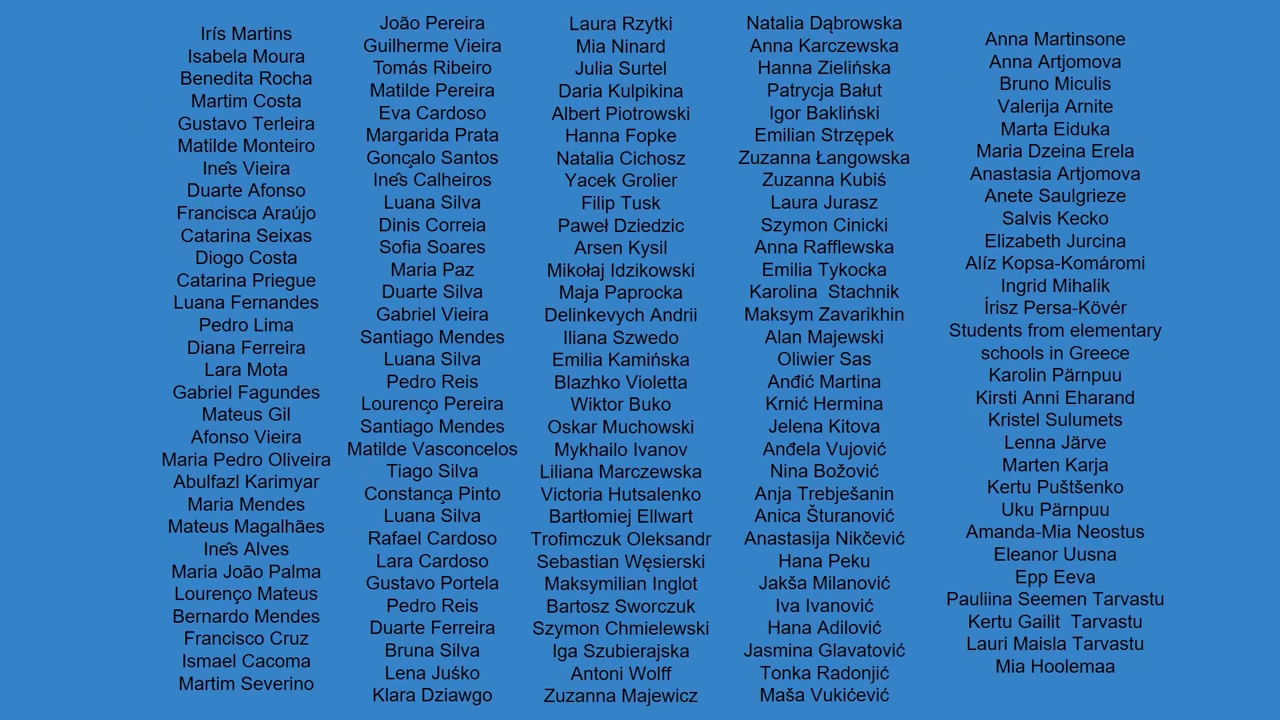 Irís Martins
Isabela Moura
Benedita Rocha
Martim Costa
Gustavo Terleira
Matilde Monteiro
Ineŝ Vieira
Duarte Afonso
Francisca Araújo
Catarina Seixas
Diogo Costa
Catarina Priegue
Luana Fernandes
Pedro Lima
Diana Ferreira
Lara Mota
Gabriel Fagundes
Mateus Gil
Afonso Vieira
Maria Pedro Oliveira
Abulfazl Karimyar
Maria Mendes
Mateus Magalhães
Ineŝ Alves
Maria João Palma
Lourenço Mateus
Bernardo Mendes
Francisco Cruz
Ismael Cacoma
Martim Severino
João Pereira
Guilherme Vieira
Tomás Ribeiro
Matilde Pereira
Eva Cardoso
Margarida Prata
Gonçalo Santos
Ineŝ Calheiros
Luana Silva
Dinis Correia
Sofia Soares
Maria Paz
Duarte Silva
Gabriel Vieira
Santiago Mendes
Luana Silva
Pedro Reis
Lourenço Pereira
Santiago Mendes
Matilde Vasconcelos
Tiago Silva
Constança Pinto
Luana Silva
Rafael Cardoso
Lara Cardoso
Gustavo Portela
Pedro Reis
Duarte Ferreira
Bruna Silva
Lena Juśko
Klara Dziawgo
Laura Rzytki
Mia Ninard
Julia Surtel
Daria Kulpikina
Albert Piotrowski
Hanna Fopke
Natalia Cichosz
Yacek Grolier
Filip Tusk
Paweł Dziedzic
Arsen Kysil
Mikołaj Idzikowski
Maja Paprocka
Delinkevych Andrii
Iliana Szwedo
Emilia Kamińska
Blazhko Violetta
Wiktor Buko
Oskar Muchowski
Mykhailo Ivanov
Liliana Marczewska
Victoria Hutsalenko
Bartłomiej Ellwart
Trofimczuk Oleksandr
Sebastian Węsierski
Maksymilian Inglot
Bartosz Sworczuk
Szymon Chmielewski
Iga Szubierajska
Antoni Wolff
Zuzanna Majewicz
Natalia Dąbrowska
Anna Karczewska
Hanna Zielińska
Patrycja Bałut
Igor Bakliński
Emilian Strzępek
Zuzanna Łangowska
Zuzanna Kubiś
Laura Jurasz
Szymon Cinicki
Anna Rafflewska
Emilia Tykocka
Karolina  Stachnik
Maksym Zavarikhin
Alan Majewski
Oliwier Sas
Anđić Martina
Krnić Hermina
Jelena Kitova
Anđela Vujović
Nina Božović
Anja Trebješanin
Anica Šturanović
Anastasija Nikčević
Hana Peku
Jakša Milanović
Iva Ivanović
Hana Adilović
Jasmina Glavatović
Tonka Radonjić
Maša Vukićević
Anna Martinsone
Anna Artjomova
Bruno Miculis
Valerija Arnite
Marta Eiduka
Maria Dzeina Erela
Anastasia Artjomova
Anete Saulgrieze
Salvis Kecko
Elizabeth Jurcina
Alíz Kopsa-Komáromi
Ingrid Mihalik
Írisz Persa-Kövér
Students from elementary
schools in Greece
Karolin Pärnpuu
Kirsti Anni Eharand
Kristel Sulumets
Lenna Järve
Marten Karja
Kertu Puštšenko
Uku Pärnpuu
Amanda-Mia Neostus
Eleanor Uusna
Epp Eeva
Pauliina Seemen Tarvastu
Kertu Gailit  Tarvastu
Lauri Maisla Tarvastu
Mia Hoolemaa